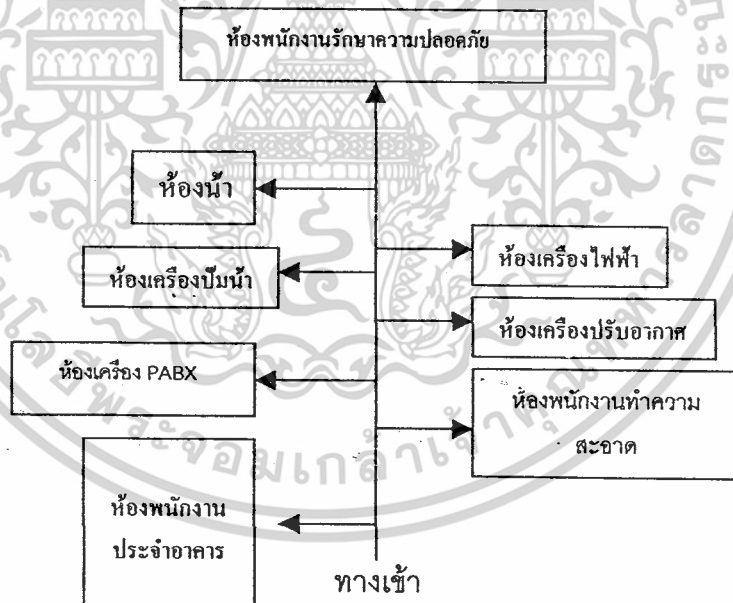 ห้องพนักงานรักษาความปลอดภัย
ห้องน้ำ
ห้องเครื่องไฟฟ้า
ห้องเครื่องปั๊มน้ำ
ห้องเครื่องปรับอากาศ
ห้องเครื่อง PABX
ห้องพนักงานทำความ
สะอาด
ห้องพนักงาน
ประจำอาคาร
ทางเข้า